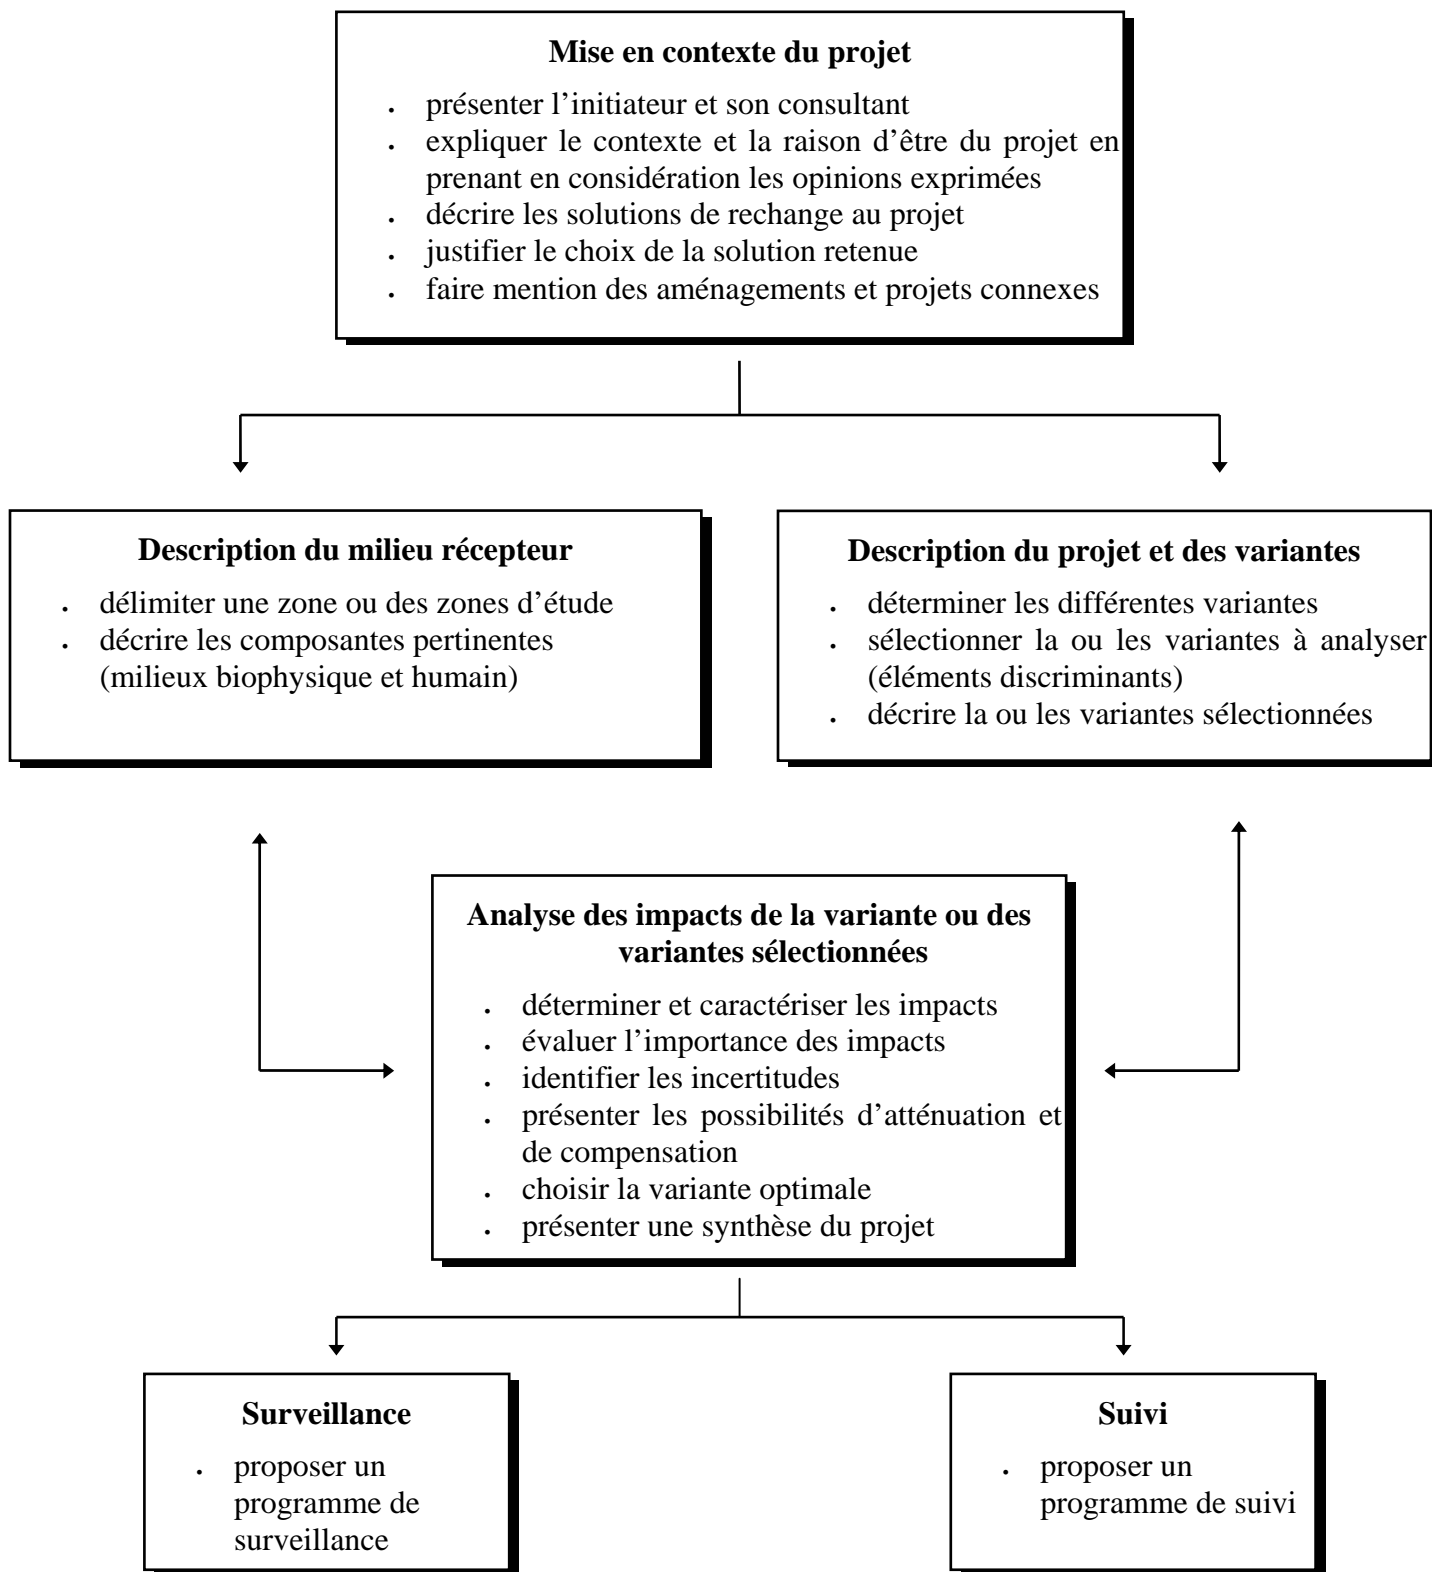 Mise en contexte du projet
. présenter l’initiateur et son consultant
. expliquer le contexte et la raison d’être du projet en
prenant en considération les opinions exprimées
. décrire les solutions de rechange au projet
. justifier le choix de la solution retenue
. faire mention des aménagements et projets connexes
Description du milieu récepteur
. délimiter une zone ou des zones d’étude
. décrire les composantes pertinentes
(milieux biophysique et humain)
Description du projet et des variantes
. déterminer les différentes variantes
. sélectionner la ou les variantes à analyser
(éléments discriminants)
. décrire la ou les variantes sélectionnées
Analyse des impacts de la variante ou des
variantes sélectionnées
. déterminer et caractériser les impacts
. évaluer l’importance des impacts
. identifier les incertitudes
. présenter les possibilités d’atténuation et
de compensation
. choisir la variante optimale
. présenter une synthèse du projet
Surveillance
. proposer un
programme de
surveillance
Suivi
. proposer un
programme de suivi